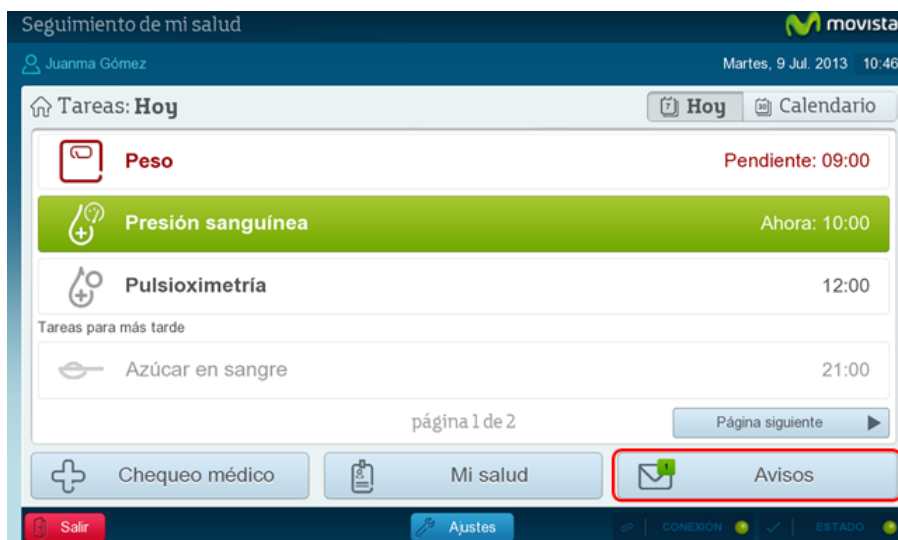 Seguimiento de mi salud
movista
Juanma Gómez
Martes, 9 Jul. 2013 10:46
Tareas: Hoy
7 Hoy
30 Calendario
Peso
Pendiente: 09:00
Presión sanguínea
Ahora: 10:00
Pulsioximetría
12:00
Tareas para más tarde
Azúcar en sangre
21:00
página 1 de 2
Página siguiente
Chequeo médico
Mi salud
1
Avisos
Salir
Ajustes
CONEXIÓN
ESTADO